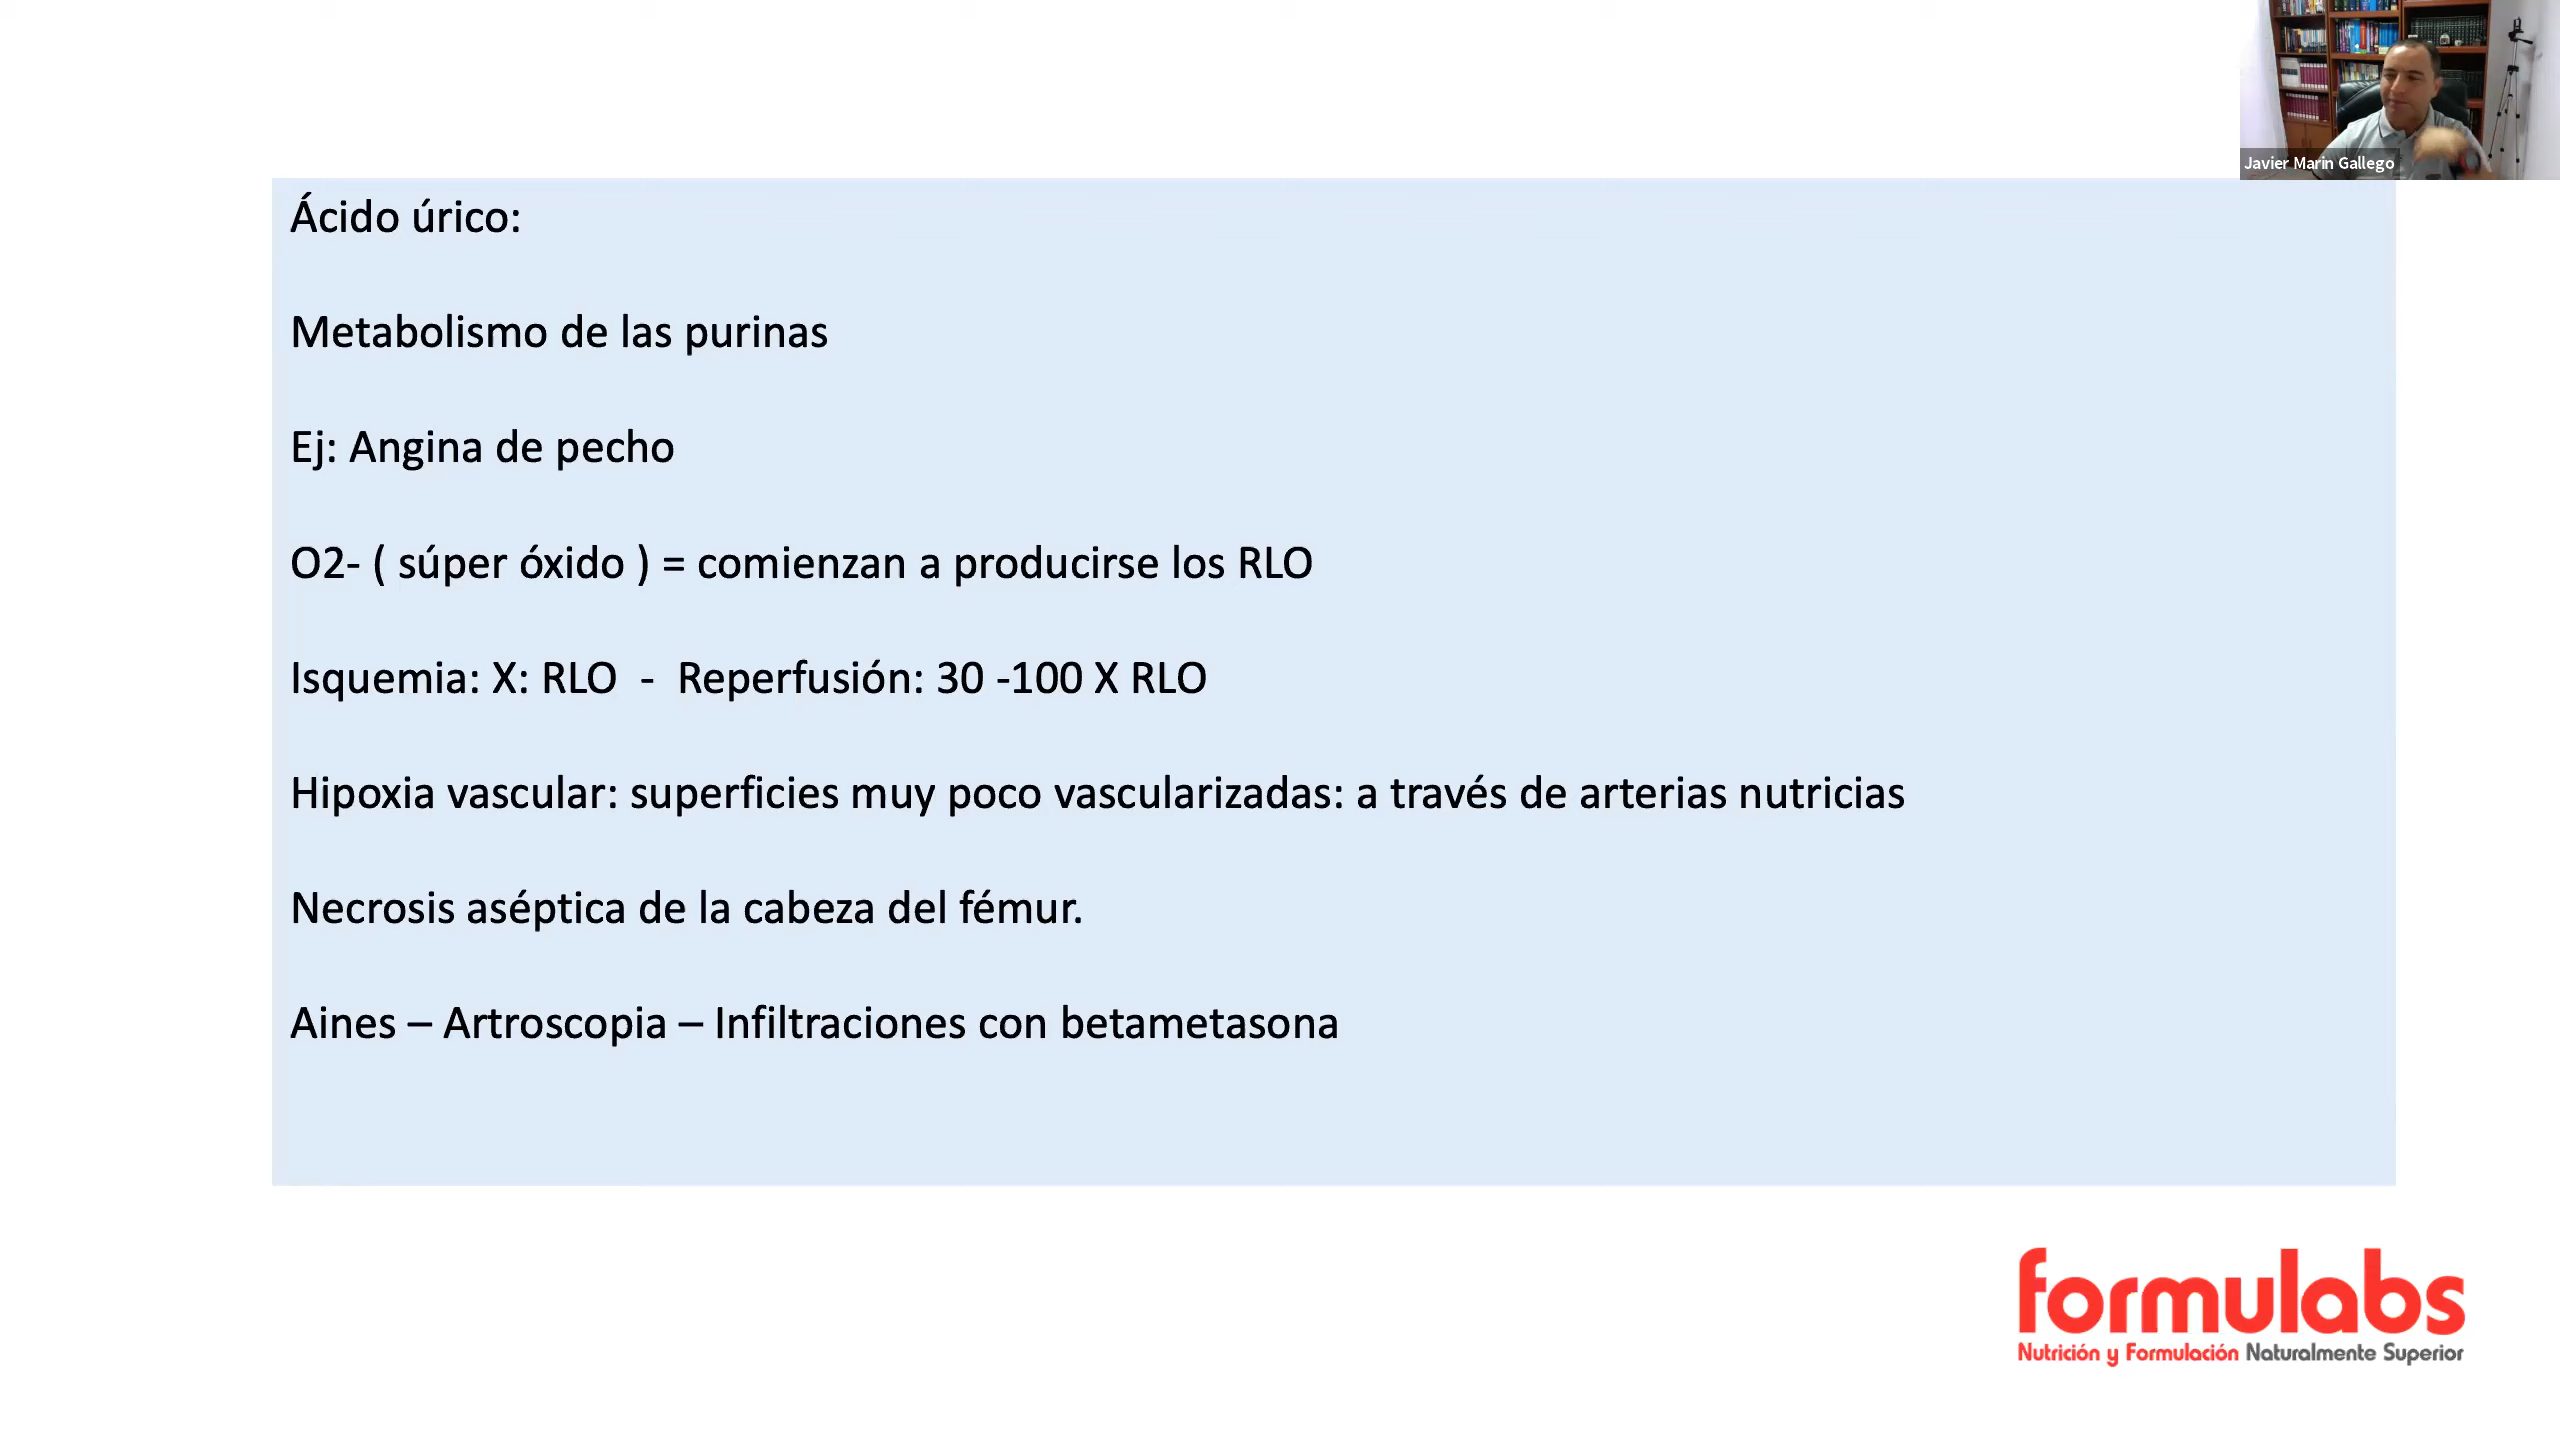 Javier Marin Gallego
Ácido úrico:
Metabolismo de las purinas
Ej: Angina de pecho
O2- ( súper óxido ) = comienzan a producirse los RLO
Isquemia: X: RLO  -  Reperfusión: 30 -100 X RLO
Hipoxia vascular: superficies muy poco vascularizadas: a través de arterias nutricias
Necrosis aséptica de la cabeza del fémur.
Aines – Artroscopia – Infiltraciones con betametasona
formulabs
Nutrición y Formulación Naturalmente Superior